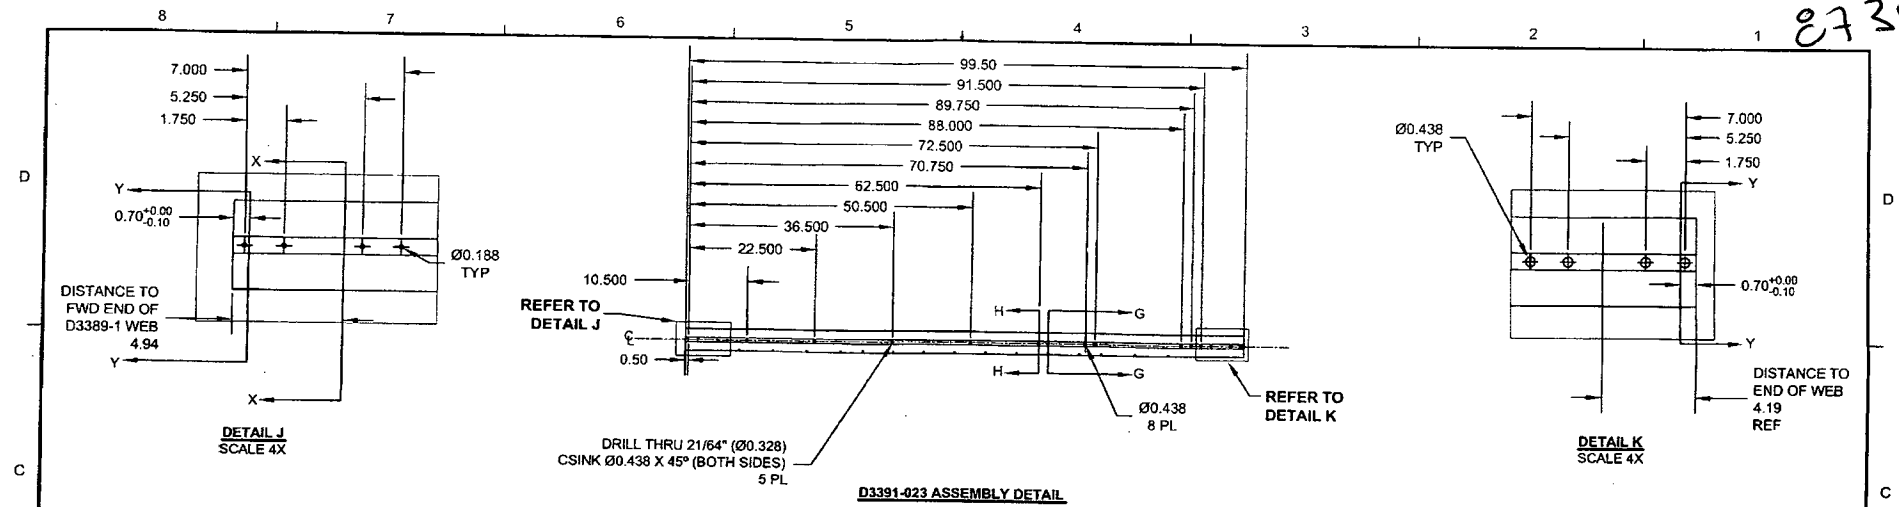 8
7
6
5
4
3
2
1
873
D
C
D
C
7.000
5.250
1.750
X
Y
0.70+0.00
-0.10
Ø0.188
TYP
DISTANCE TO
FWD END OF
D3389-1 WEB
4.94
Y
X
DETAIL J
SCALE 4X
99.50
91.500
89.750
88.000
72.500
70.750
62.500
50.500
36.500
22.500
10.500
REFER TO
DETAIL J
0.50
H
G
H
G
Ø0.438
8 PL
REFER TO
DETAIL K
DRILL THRU 21/64" (Ø0.328)
CSINK Ø0.438 X 45º (BOTH SIDES)
5 PL
D3391-023 ASSEMBLY DETAIL
Ø0.438
TYP
7.000
5.250
1.750
Y
0.70+0.00
-0.10
Y
DISTANCE TO
END OF WEB
4.19
REF
DETAIL K
SCALE 4X